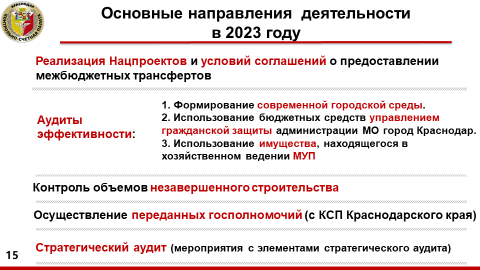 Основные направления деятельности
в 2023 году
Реализация Нацпроектов и условий соглашений о предоставлении
межбюджетных трансфертов
Аудиты
эффективности:
1. Формирование современной городской среды.
2. Использование бюджетных средств управлением
гражданской защиты администрации МО город Краснодар.
3. Использование имущества, находящегося в
хозяйственном ведении МУП
Контроль объемов незавершенного строительства
Осуществление переданных госполномочий (с КСП Краснодарского края)
Стратегический аудит (мероприятия с элементами стратегического аудита)
15